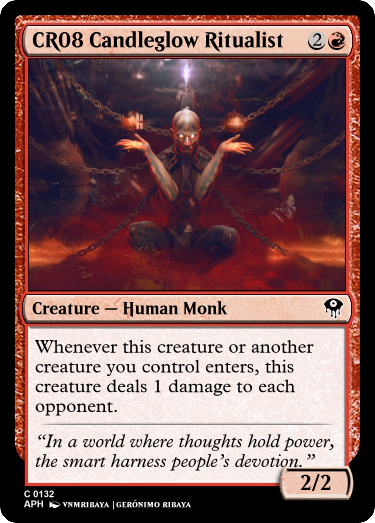 CR08 Candleglow Ritualist 2
Creature — Human Monk
Whenever this creature or another
creature you control enters, this
creature deals 1 damage to each
opponent.
“In a world where thoughts hold power,
the smart harness people’s devotion.”
2/2
C 0132
APH VNMRIBAYA | GERÓNIMO RIBAYA